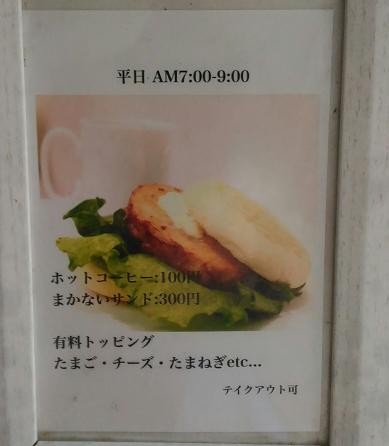 平日 AM7:00-9:00
ホットコーヒー:100円
まかないサンド:300円
有料トッピング
たまご・チーズ・たまねぎetc...
テイクアウト可